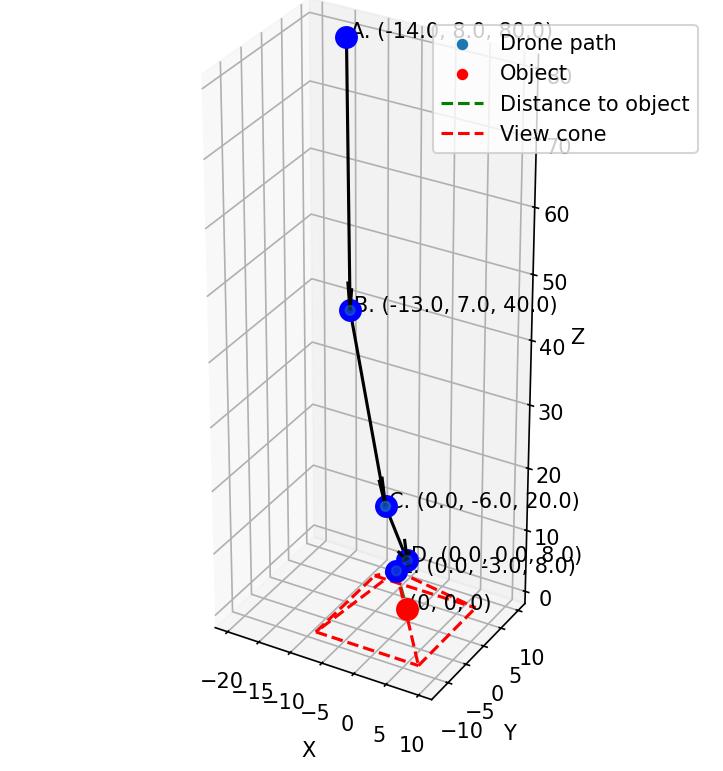 A. (-14.0, 8.0, 80.0)
Drone path
Object
Distance to object
View cone
80
70
60
50
B. (-13.0, 7.0, 40.0)
Z
40
30
20
C. (0.0, -6.0, 20.0)
10
D. (0.0, 0.0, 8.0)
(0.0, -3.0, 8.0)
0
(0, 0, 0)
10
5
0
−5
−10
Y
−20
−15
−10
−5
0
5
10
X